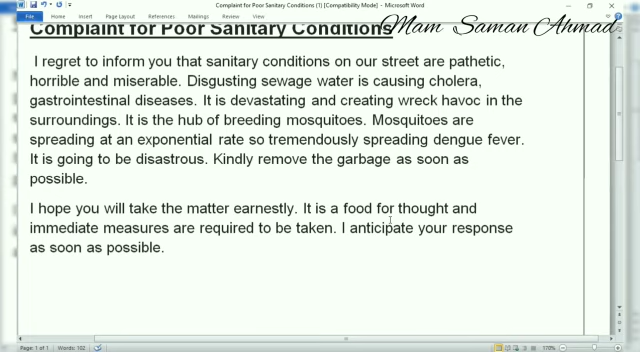 Complaint for Poor Sanitary Conditions (1) [Compatibility Mode] - Microsoft Word
File Home Insert Page Layout References Mailings Review View
Complaint for Poor Sanitary Conditions
Mam Saman Ahmad
I regret to inform you that sanitary conditions on our street are pathetic,
horrible and miserable. Disgusting sewage water is causing cholera,
gastrointestinal diseases. It is devastating and creating wreck havoc in the
surroundings. It is the hub of breeding mosquitoes. Mosquitoes are
spreading at an exponential rate so tremendously spreading dengue fever.
It is going to be disastrous. Kindly remove the garbage as soon as
possible.
I hope you will take the matter earnestly. It is a food for thought and
immediate measures are required to be taken. I anticipate your response
as soon as possible.
Page: 1 of 1 Words: 102 170%